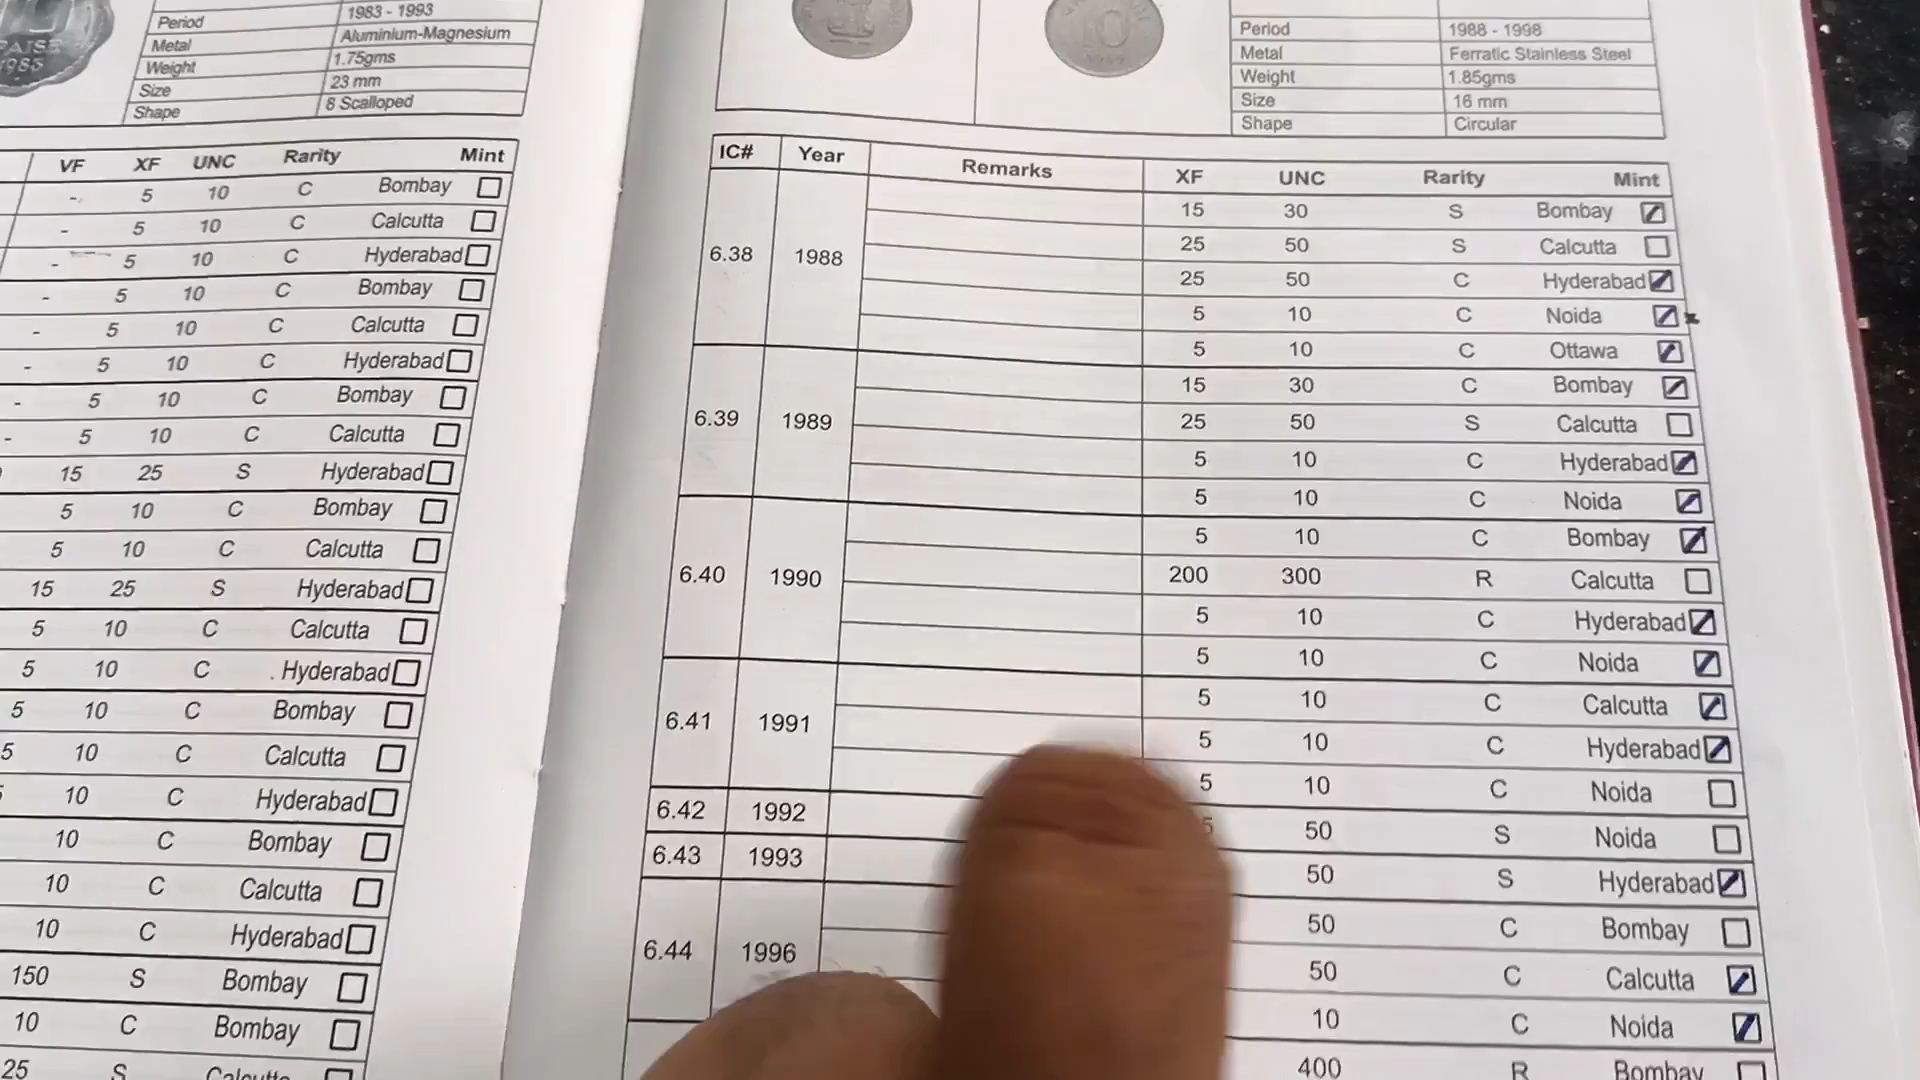 PAISE
1983
Period 1983 - 1993
Metal Aluminium-Magnesium
Weight 1.75gms
Size 23 mm
Shape 8 Scalloped
VF XF UNC Rarity Mint
- 5 10 C Bombay
- 5 10 C Calcutta
- 5 10 C Hyderabad
- 5 10 C Bombay
- 5 10 C Calcutta
- 5 10 C Hyderabad
- 5 10 C Bombay
- 5 10 C Calcutta
15 25 S Hyderabad
5 10 C Bombay
5 10 C Calcutta
15 25 S Hyderabad
5 10 C Calcutta
5 10 C Hyderabad
5 10 C Bombay
5 10 C Calcutta
10 C Hyderabad
10 C Bombay
10 C Calcutta
10 C Hyderabad
150 S Bombay
10 C Bombay
25 S Calcutta
10
Period 1988 - 1998
Metal Ferratic Stainless Steel
Weight 1.85gms
Size 16 mm
Shape Circular
IC# Year Remarks XF UNC Rarity Mint
6.38 1988
15 30 S Bombay
25 50 S Calcutta
25 50 C Hyderabad
5 10 C Noida
5 10 C Ottawa
6.39 1989
15 30 C Bombay
25 50 S Calcutta
5 10 C Hyderabad
5 10 C Noida
6.40 1990
5 10 C Bombay
200 300 R Calcutta
5 10 C Hyderabad
5 10 C Noida
6.41 1991
5 10 C Calcutta
5 10 C Hyderabad
5 10 C Noida
6.42 1992 50 S Noida
6.43 1993 50 S Hyderabad
6.44 1996
50 C Bombay
50 C Calcutta
10 C Noida
400 R Bombay